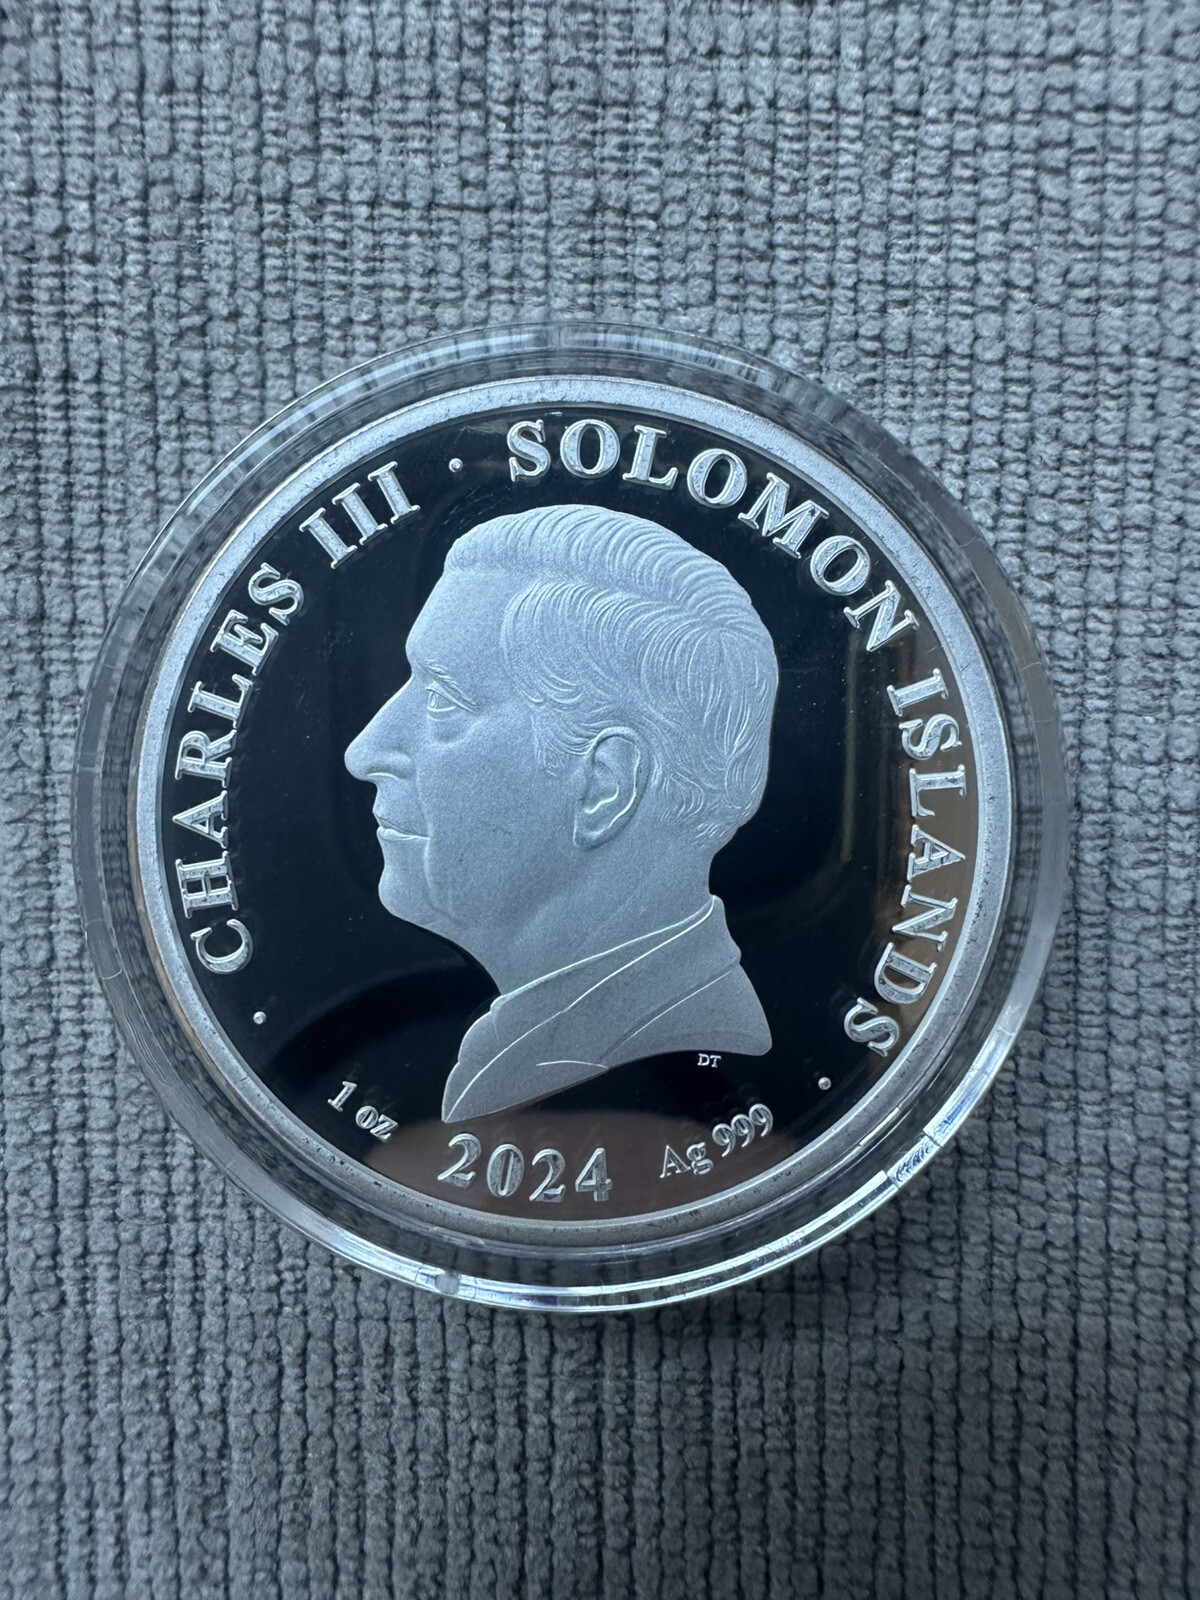 CHARLES III · SOLOMON ISLANDS
DT
1 oz
2024
Ag 999